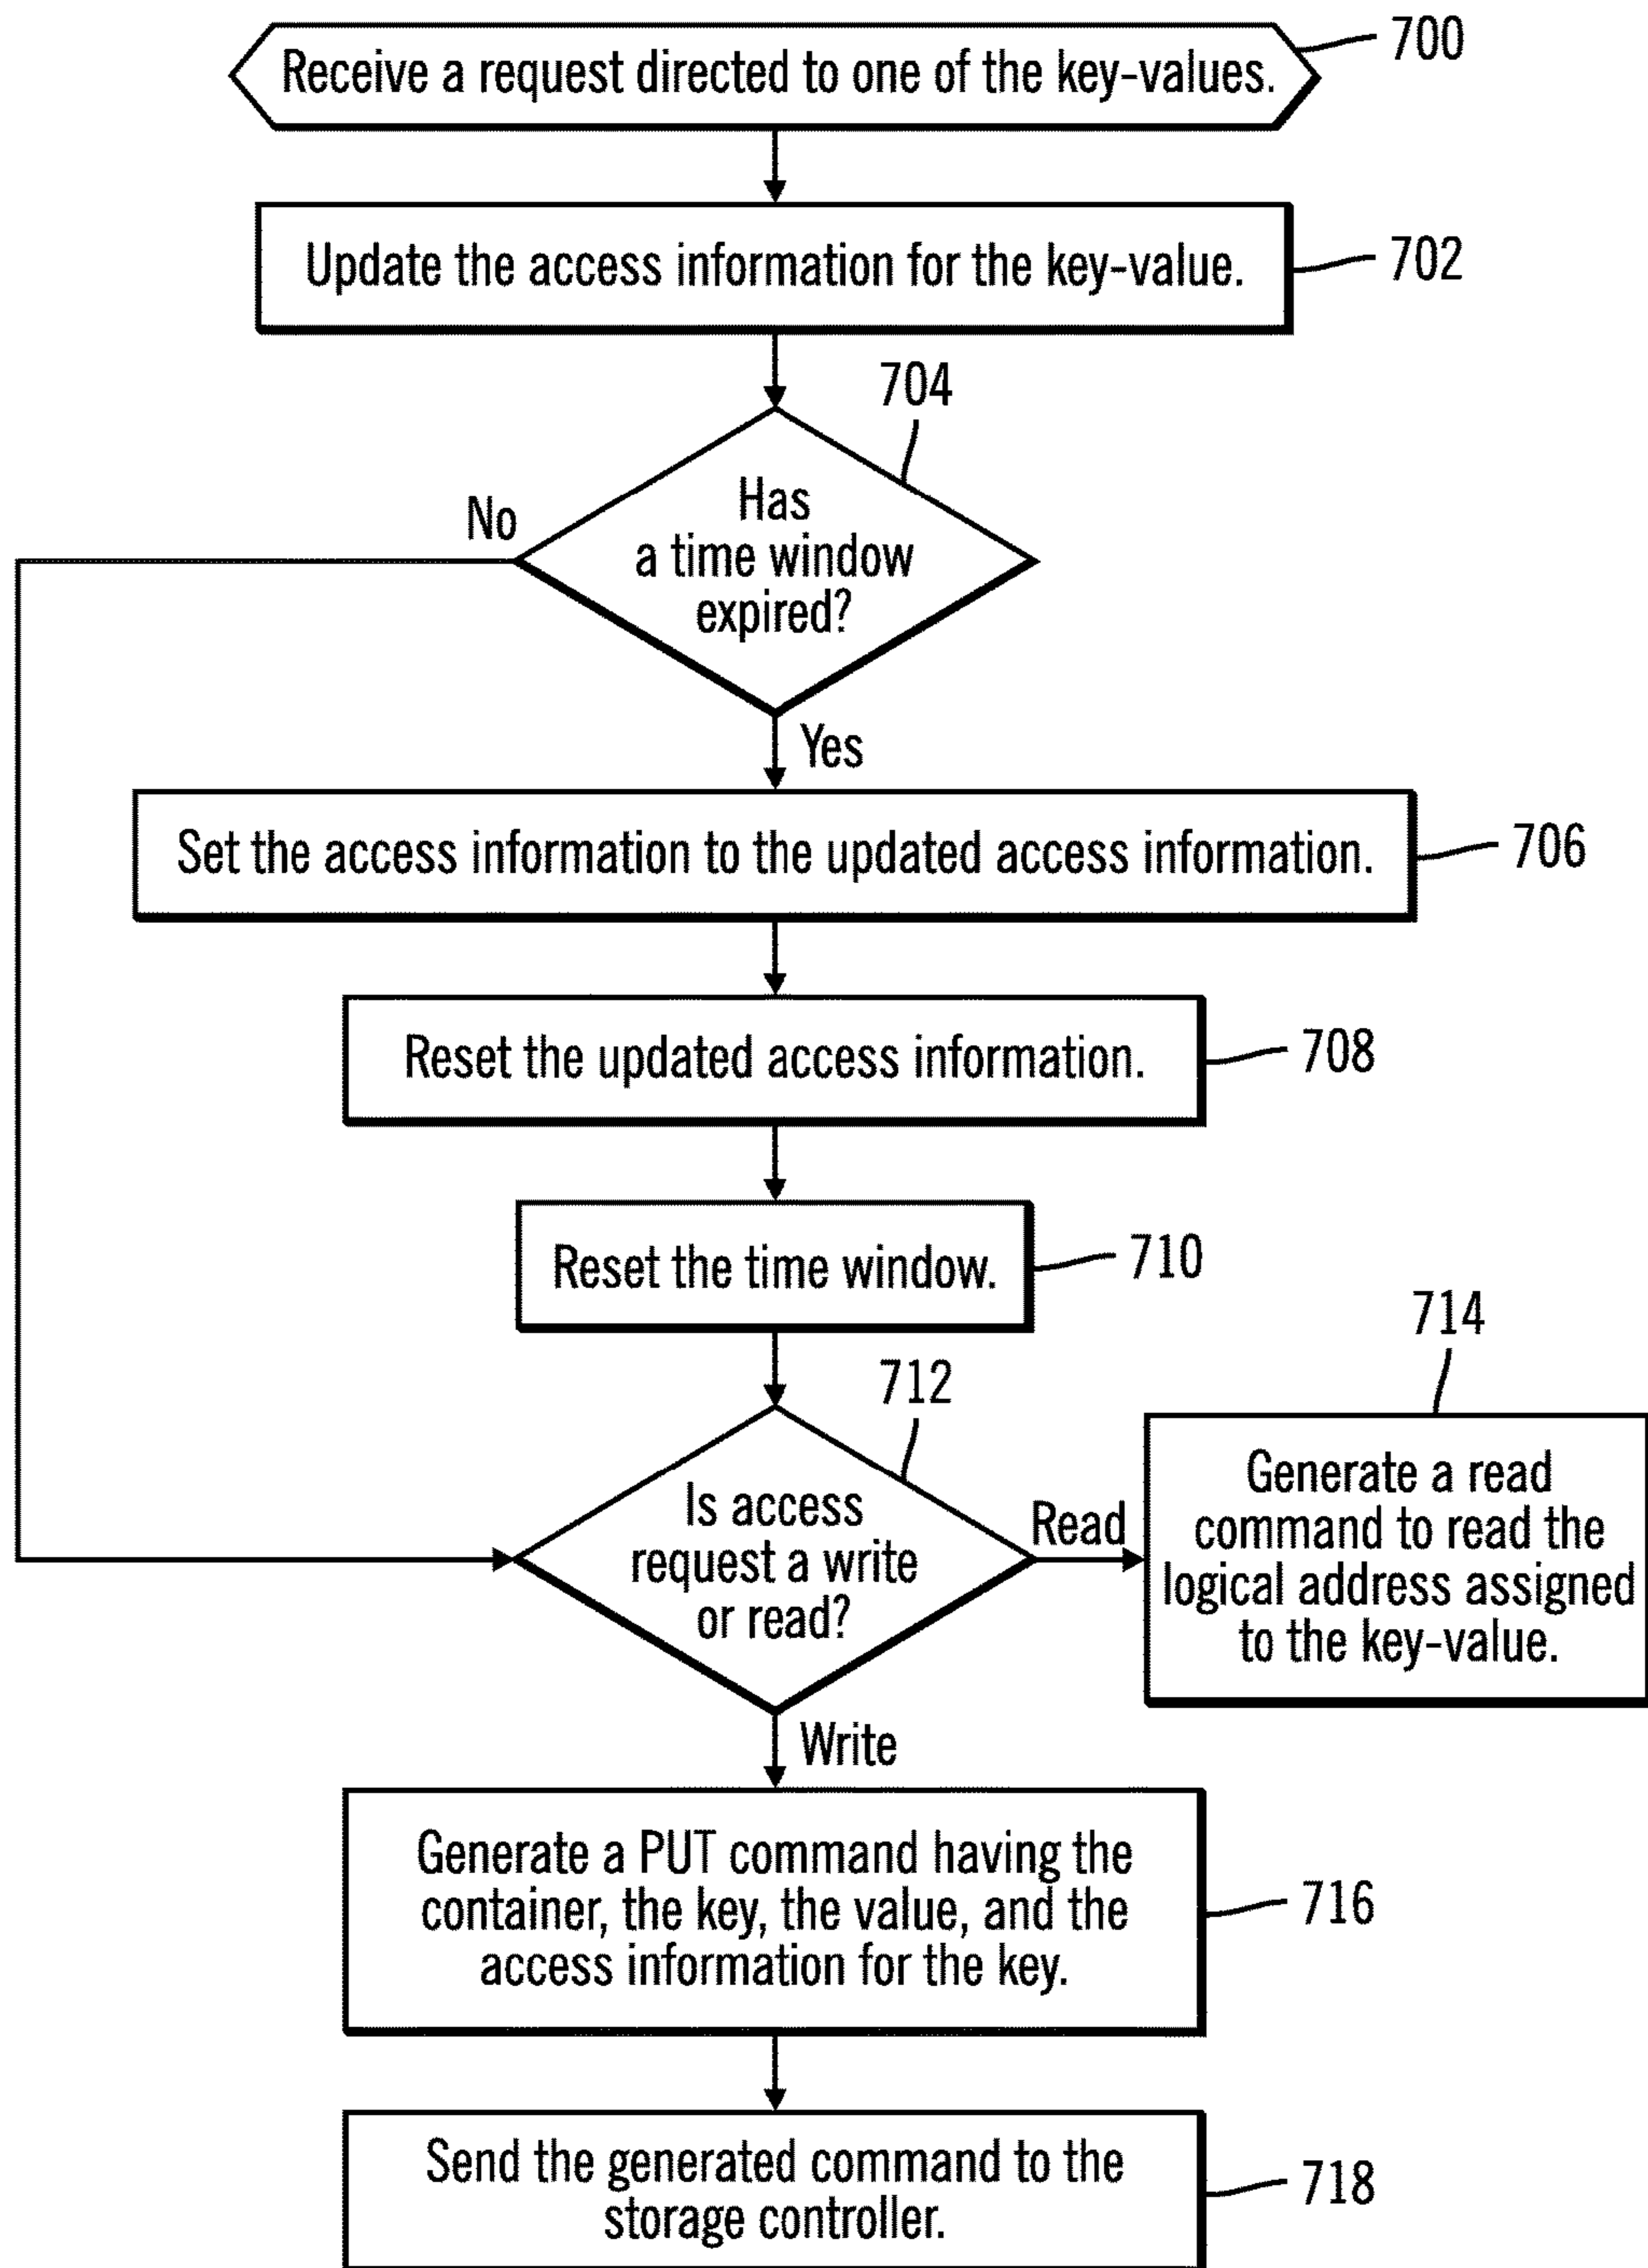 Receive a request directed to one of the key-values.
700
Update the access information for the key-value.
702
704
Has
a time window
expired?
No
Yes
Set the access information to the updated access information.
706
Reset the updated access information.
708
Reset the time window.
710
712
Is access
request a write
or read?
Read
714
Generate a read
command to read the
logical address assigned
to the key-value.
Write
Generate a PUT command having the
container, the key, the value, and the
access information for the key.
716
Send the generated command to the
storage controller.
718